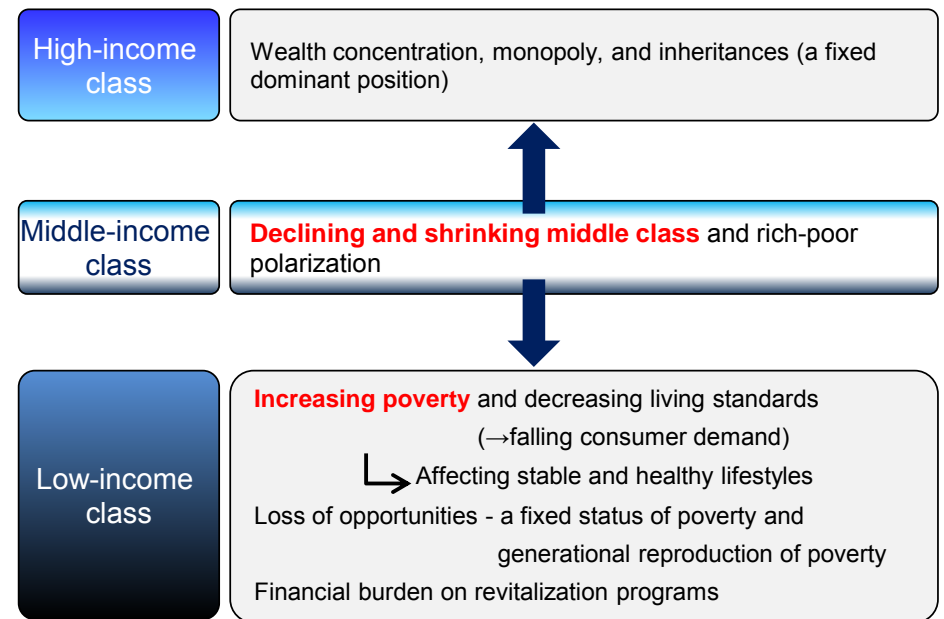 High-income
class
Wealth concentration, monopoly, and inheritances (a fixed
dominant position)
Middle-income
class
Declining and shrinking middle class and rich-poor
polarization
Low-income
class
Increasing poverty and decreasing living standards
(→falling consumer demand)
Affecting stable and healthy lifestyles
Loss of opportunities - a fixed status of poverty and
generational reproduction of poverty
Financial burden on revitalization programs